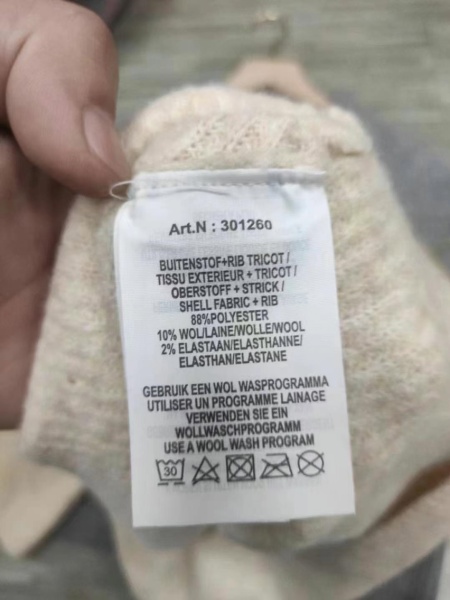 Art.N : 301260
BUITENSTOF+RIB TRICOT /
TISSU EXTERIEUR + TRICOT /
OBERSTOFF + STRICK /
SHELL FABRIC + RIB
88%POLYESTER
10% WOL/LAINE/WOLLE/WOOL
2% ELASTAAN/ELASTHANNE/
ELASTHAN/ELASTANE
GEBRUIK EEN WOL WASPROGRAMMA
UTILISER UN PROGRAMME LAINAGE
VERWENDEN SIE EIN
WOLLWASCHPROGRAMM
USE A WOOL WASH PROGRAM
30